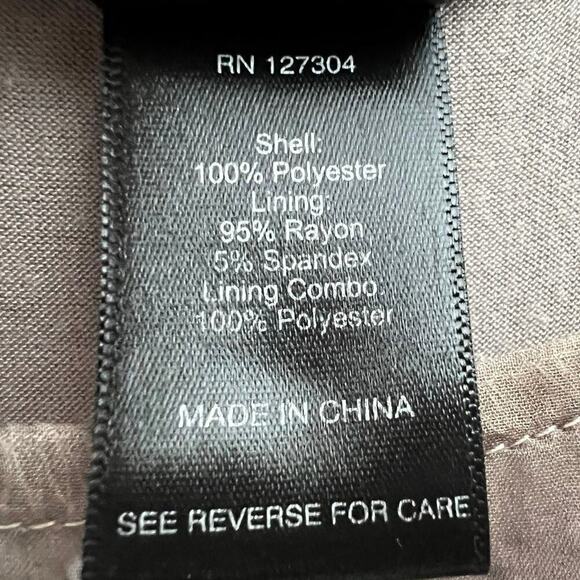 RN 127304
Shell:
100% Polyester
Lining:
95% Rayon
5% Spandex
Lining Combo:
100% Polyester
MADE IN CHINA
SEE REVERSE FOR CARE